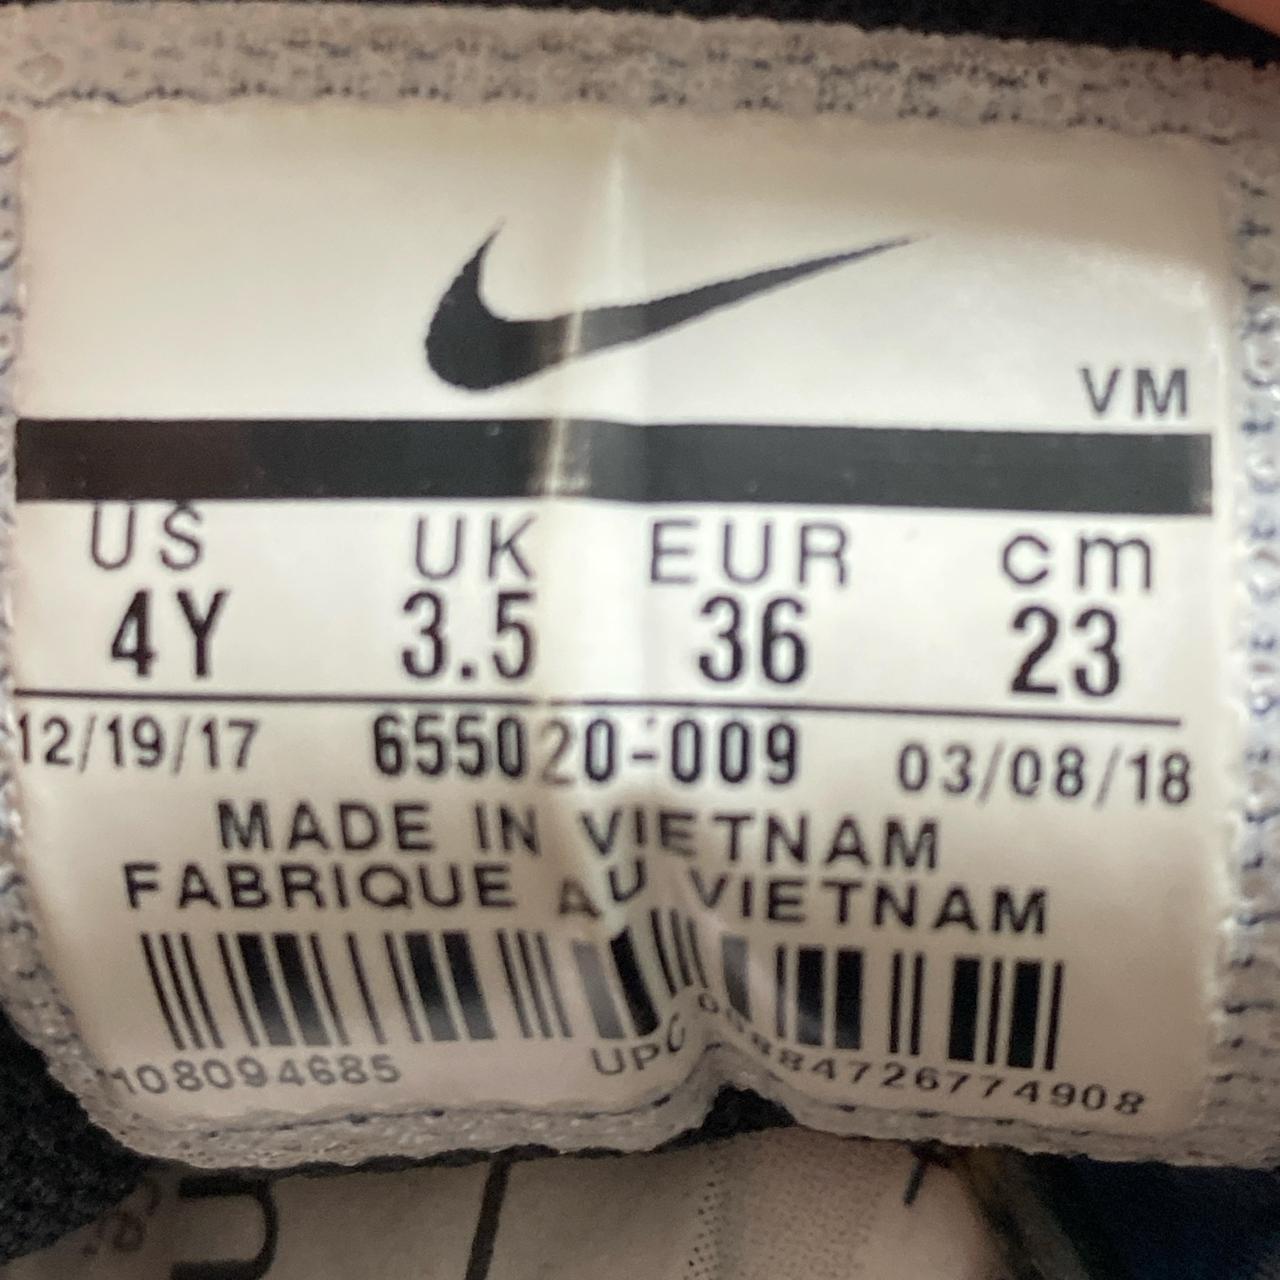 VM
US UK EUR cm
4Y 3.5 36 23
12/19/17 655020-009 03/08/18
MADE IN VIETNAM
FABRIQUE AU VIETNAM
108094685 UPC 00884726774908